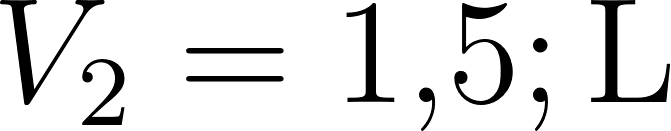 V₂ = 1,5; L